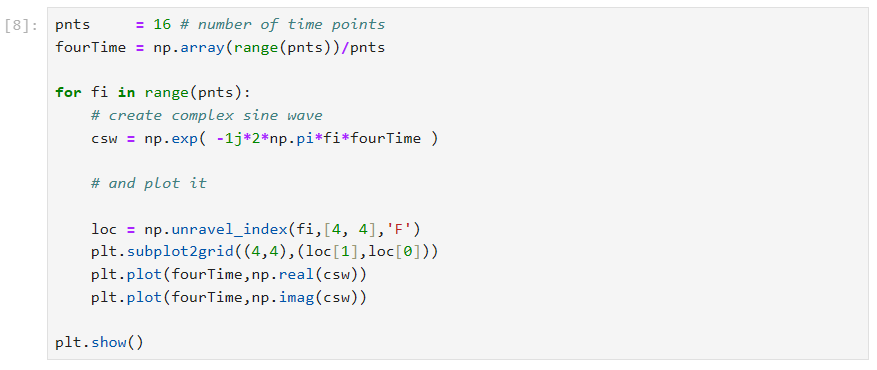 [8]:
pnts     = 16 # number of time points
fourTime = np.array(range(pnts))/pnts

for fi in range(pnts):
    # create complex sine wave
    csw = np.exp( -1j*2*np.pi*fi*fourTime )

    # and plot it

    loc = np.unravel_index(fi,[4, 4],'F')
    plt.subplot2grid((4,4),(loc[1],loc[0]))
    plt.plot(fourTime,np.real(csw))
    plt.plot(fourTime,np.imag(csw))

plt.show()